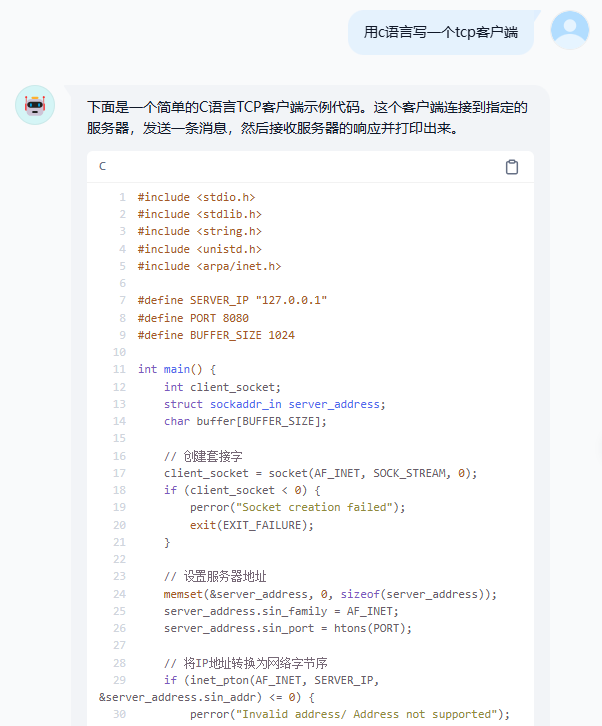 用c语言写一个tcp客户端
下面是一个简单的C语言TCP客户端示例代码。这个客户端连接到指定的
服务器，发送一条消息，然后接收服务器的响应并打印出来。
C
1 #include <stdio.h>
2 #include <stdlib.h>
3 #include <string.h>
4 #include <unistd.h>
5 #include <arpa/inet.h>
6
7 #define SERVER_IP "127.0.0.1"
8 #define PORT 8080
9 #define BUFFER_SIZE 1024
10
11 int main() {
12     int client_socket;
13     struct sockaddr_in server_address;
14     char buffer[BUFFER_SIZE];
15
16     // 创建套接字
17     client_socket = socket(AF_INET, SOCK_STREAM, 0);
18     if (client_socket < 0) {
19         perror("Socket creation failed");
20         exit(EXIT_FAILURE);
21     }
22
23     // 设置服务器地址
24     memset(&server_address, 0, sizeof(server_address));
25     server_address.sin_family = AF_INET;
26     server_address.sin_port = htons(PORT);
27
28     // 将IP地址转换为网络字节序
29     if (inet_pton(AF_INET, SERVER_IP,
&server_address.sin_addr) <= 0) {
30         perror("Invalid address/ Address not supported");